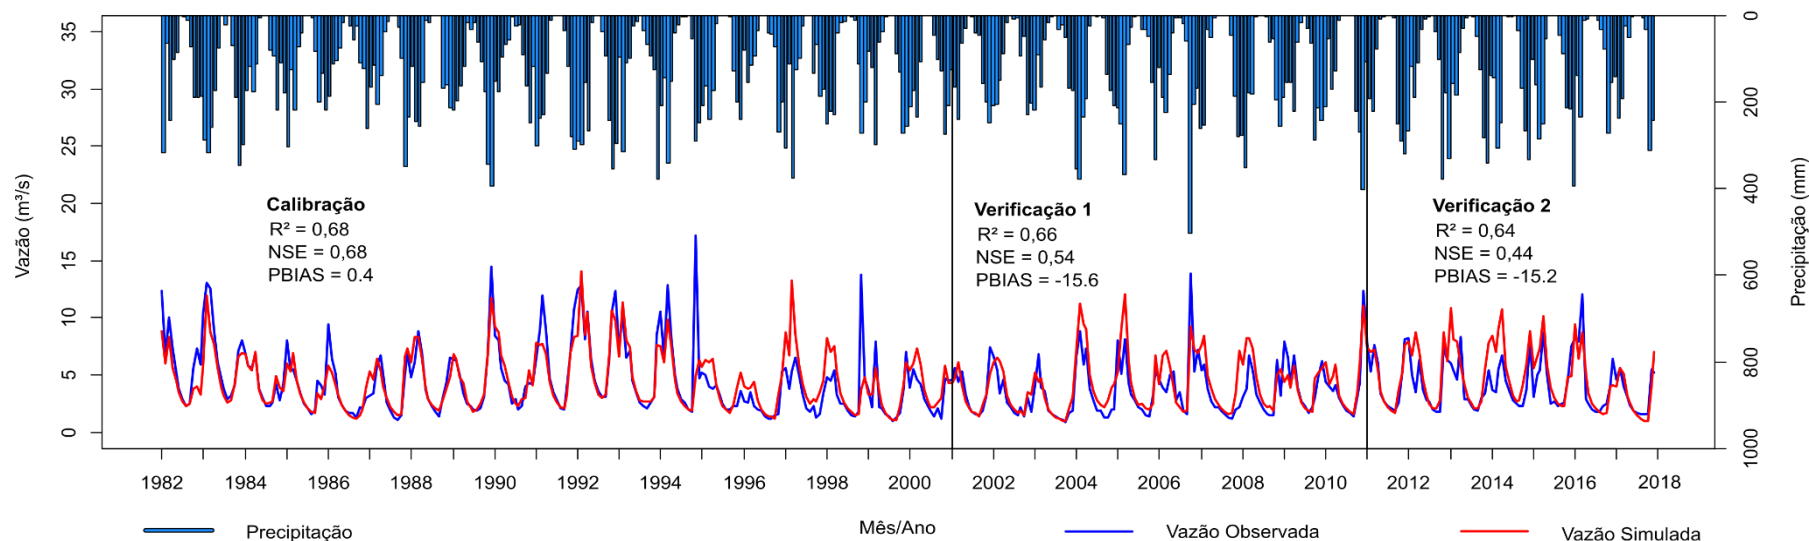 35
30
25
20
15
10
5
0
Vazão (m³/s)
Calibração
R² = 0,68
NSE = 0,68
PBIAS = 0.4
Verificação 1
R² = 0,66
NSE = 0,54
PBIAS = -15.6
Verificação 2
R² = 0,64
NSE = 0,44
PBIAS = -15.2
0
200
400
600
800
1000
Precipitação (mm)
1982 1984 1986 1988 1990 1992 1994 1996 1998 2000 2002 2004 2006 2008 2010 2012 2014 2016 2018
Mês/Ano
Precipitação
Vazão Observada
Vazão Simulada